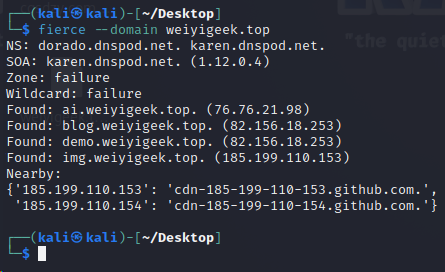 ┌──(kali㉿kali)-[~/Desktop]
└─$ fierce --domain weiyigeek.top
NS: dorado.dnspod.net. karen.dnspod.net.
SOA: karen.dnspod.net. (1.12.0.4)
Zone: failure
Wildcard: failure
Found: ai.weiyigeek.top. (76.76.21.98)
Found: blog.weiyigeek.top. (82.156.18.253)
Found: demo.weiyigeek.top. (82.156.18.253)
Found: img.weiyigeek.top. (185.199.110.153)
Nearby:
{'185.199.110.153': 'cdn-185-199-110-153.github.com.',
 '185.199.110.154': 'cdn-185-199-110-154.github.com.'}
┌──(kali㉿kali)-[~/Desktop]
└─$
"the quiet